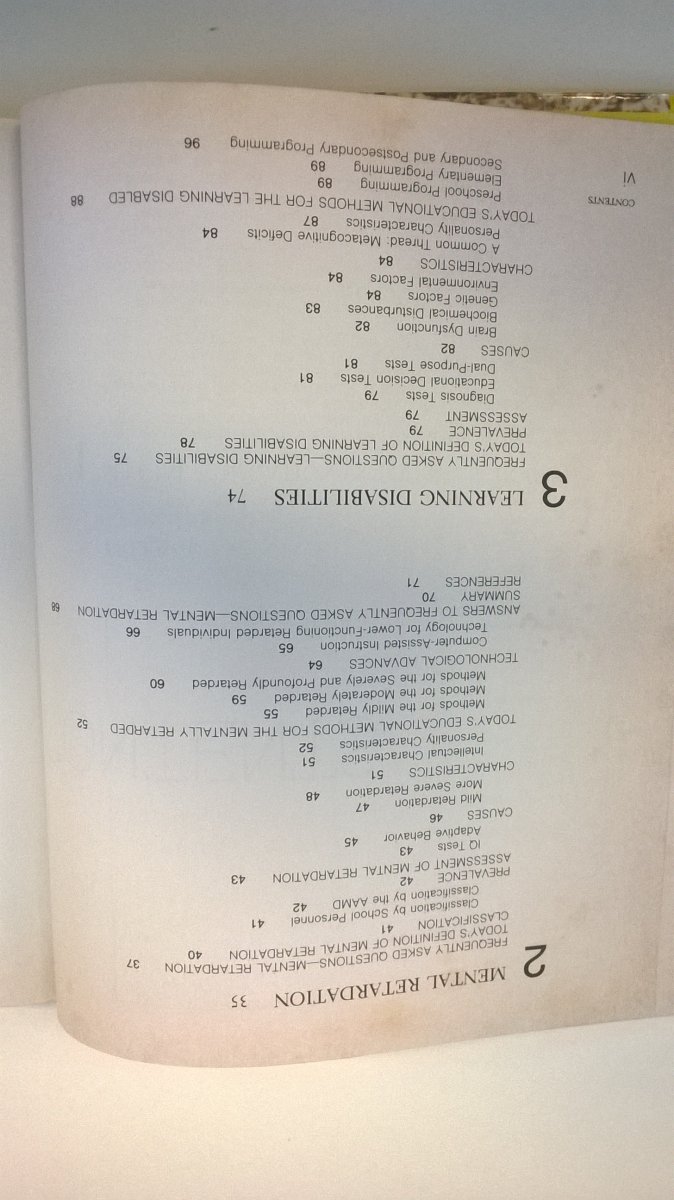 2 MENTAL RETARDATION 35
FREQUENTLY ASKED QUESTIONS—MENTAL RETARDATION 37
TODAY'S DEFINITION OF MENTAL RETARDATION 40
CLASSIFICATION 41
Classification by School Personnel 41
Classification by the AAMD 42
PREVALENCE 42
ASSESSMENT OF MENTAL RETARDATION 43
IQ Tests 43
Adaptive Behavior 45
CAUSES 46
Mild Retardation 47
More Severe Retardation 48
CHARACTERISTICS 51
Intellectual Characteristics 51
Personality Characteristics 52
TODAY'S EDUCATIONAL METHODS FOR THE MENTALLY RETARDED 52
Methods for the Mildly Retarded 55
Methods for the Moderately Retarded 59
Methods for the Severely and Profoundly Retarded 60
TECHNOLOGICAL ADVANCES 64
Computer-Assisted Instruction 65
Technology for Lower-Functioning Retarded Individuals 66
ANSWERS TO FREQUENTLY ASKED QUESTIONS—MENTAL RETARDATION 68
SUMMARY 70
REFERENCES 71
3 LEARNING DISABILITIES 74
FREQUENTLY ASKED QUESTIONS—LEARNING DISABILITIES 75
TODAY'S DEFINITION OF LEARNING DISABILITIES 78
PREVALENCE 79
ASSESSMENT 79
Diagnosis Tests 79
Educational Decision Tests 81
Dual-Purpose Tests 81
CAUSES 82
Brain Dysfunction 82
Biochemical Disturbances 83
Genetic Factors 84
Environmental Factors 84
CHARACTERISTICS 84
A Common Thread: Metacognitive Deficits 84
Personality Characteristics 87
TODAY'S EDUCATIONAL METHODS FOR THE LEARNING DISABLED 88
Preschool Programming 89
Elementary Programming 89
Secondary and Postsecondary Programming 96
CONTENTS
vi